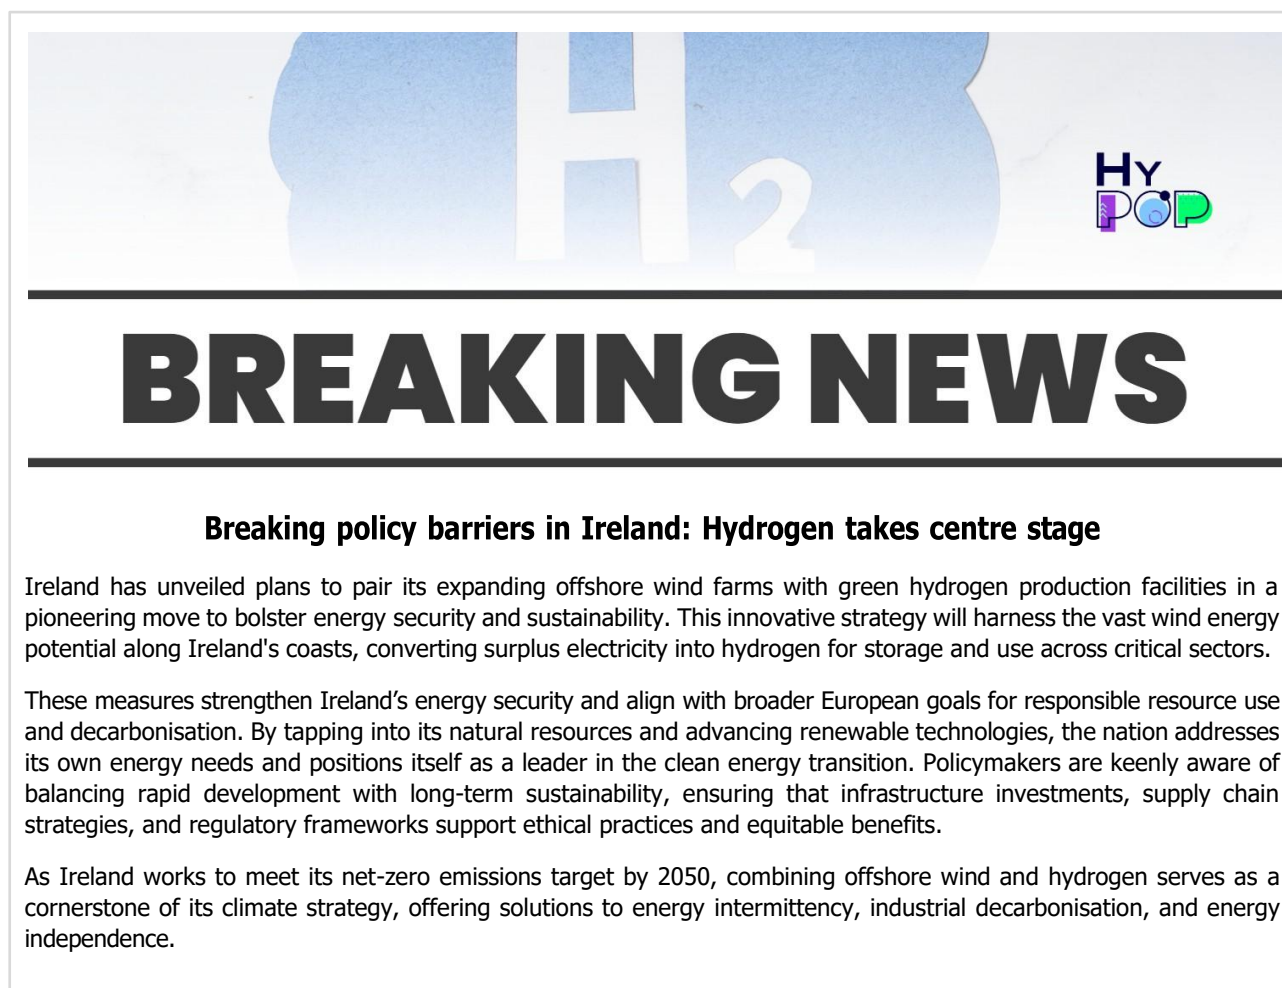 H2
Hy
POP
BREAKING NEWS
Breaking policy barriers in Ireland: Hydrogen takes centre stage
Ireland has unveiled plans to pair its expanding offshore wind farms with green hydrogen production facilities in a
pioneering move to bolster energy security and sustainability. This innovative strategy will harness the vast wind energy
potential along Ireland's coasts, converting surplus electricity into hydrogen for storage and use across critical sectors.
These measures strengthen Ireland’s energy security and align with broader European goals for responsible resource use
and decarbonisation. By tapping into its natural resources and advancing renewable technologies, the nation addresses
its own energy needs and positions itself as a leader in the clean energy transition. Policymakers are keenly aware of
balancing rapid development with long-term sustainability, ensuring that infrastructure investments, supply chain
strategies, and regulatory frameworks support ethical practices and equitable benefits.
As Ireland works to meet its net-zero emissions target by 2050, combining offshore wind and hydrogen serves as a
cornerstone of its climate strategy, offering solutions to energy intermittency, industrial decarbonisation, and energy
independence.